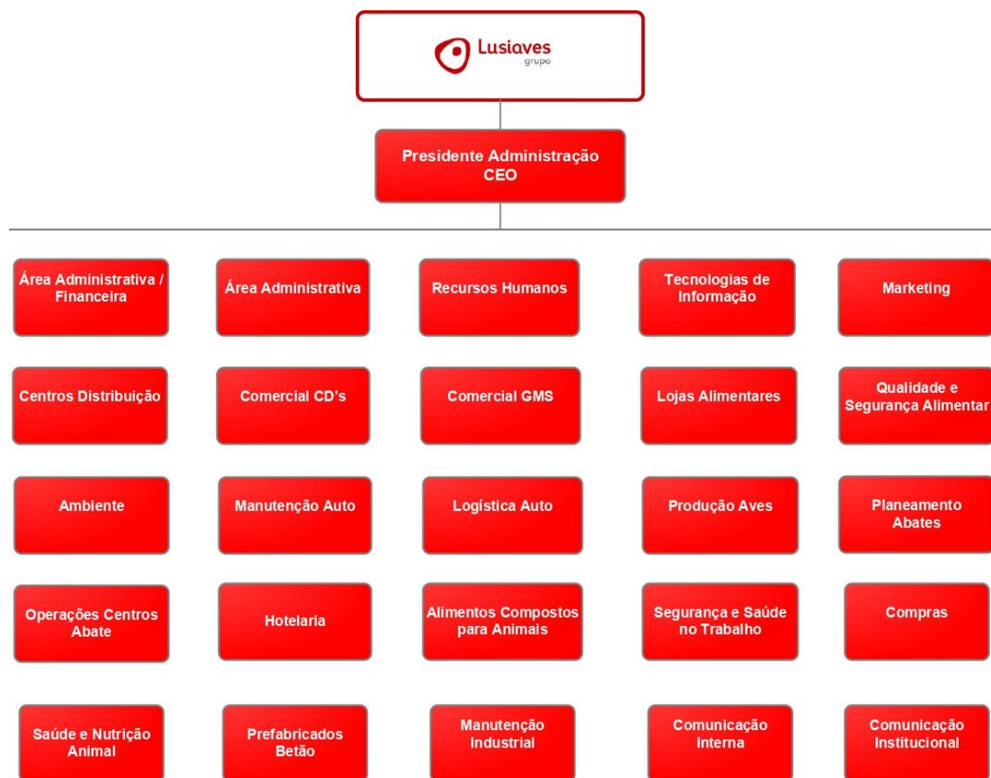 Lusiaves
grupo
Presidente Administração
CEO
Área Administrativa /
Financeira
Área Administrativa
Recursos Humanos
Tecnologias de
Informação
Marketing
Centros Distribuição
Comercial CD's
Comercial GMS
Lojas Alimentares
Qualidade e
Segurança Alimentar
Ambiente
Manutenção Auto
Logística Auto
Produção Aves
Planeamento
Abates
Operações Centros
Abate
Hotelaria
Alimentos Compostos
para Animais
Segurança e Saúde
no Trabalho
Compras
Saúde e Nutrição
Animal
Prefabricados
Betão
Manutenção
Industrial
Comunicação
Interna
Comunicação
Institucional